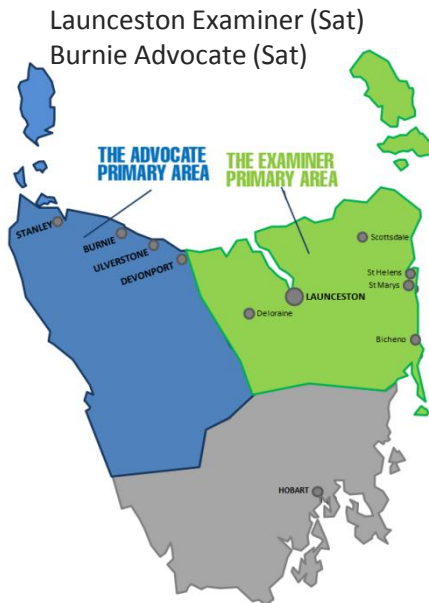 Launceston Examiner (Sat)
Burnie Advocate (Sat)
THE ADVOCATE
PRIMARY AREA
THE EXAMINER
PRIMARY AREA
STANLEY
BURNIE
ULVERSTONE
DEVONPORT
Scottsdale
St Helens
St Marys
LAUNCESTON
Deloraine
Bicheno
HOBART